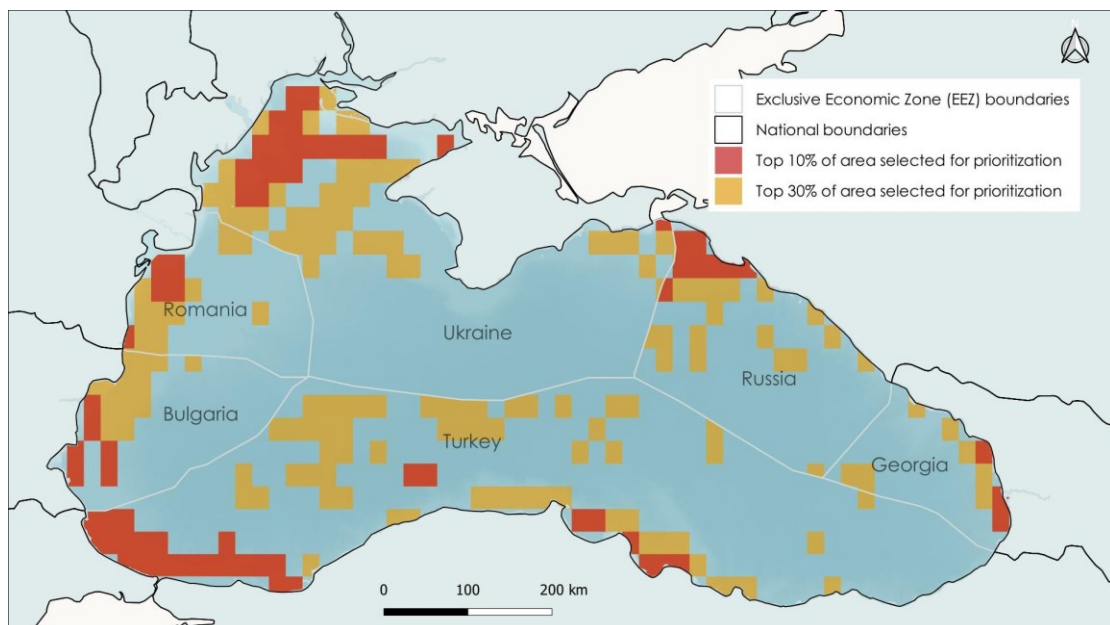 N
Exclusive Economic Zone (EEZ) boundaries
National boundaries
Top 10% of area selected for prioritization
Top 30% of area selected for prioritization
Romania
Ukraine
Russia
Bulgaria
Turkey
Georgia
0 100 200 km